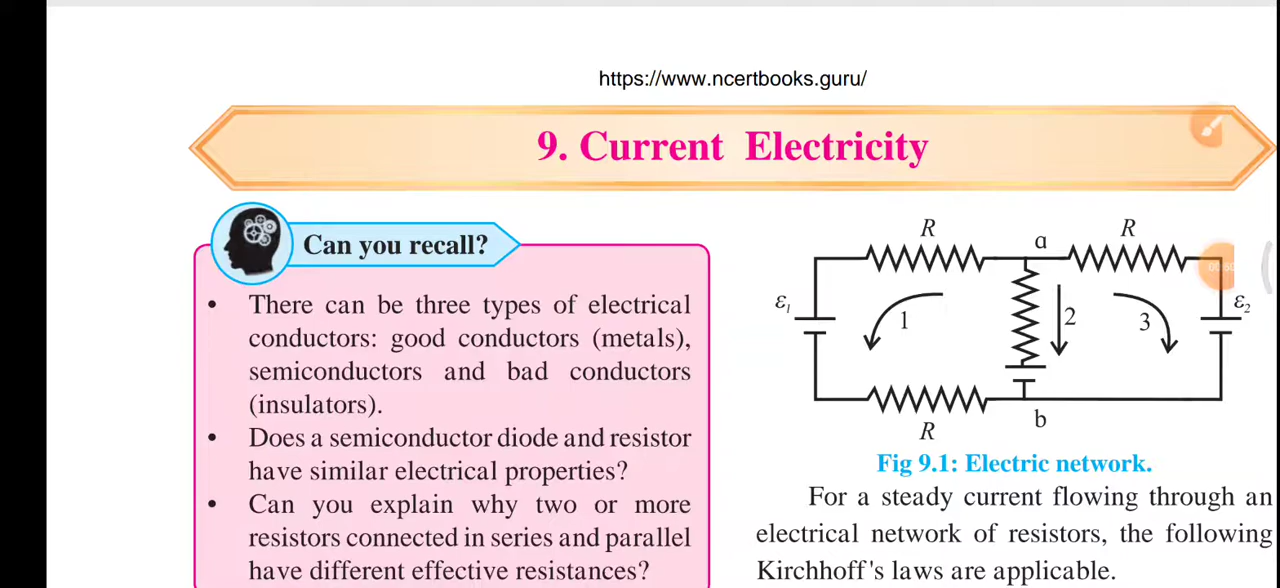 https://www.ncertbooks.guru/
9. Current Electricity
Can you recall?
• There can be three types of electrical
conductors: good conductors (metals),
semiconductors and bad conductors
(insulators).
• Does a semiconductor diode and resistor
have similar electrical properties?
• Can you explain why two or more
resistors connected in series and parallel
have different effective resistances?
R
a
R
00:50
ε₁
1
2
3
ε₂
R
b
Fig 9.1: Electric network.
For a steady current flowing through an
electrical network of resistors, the following
Kirchhoff's laws are applicable.